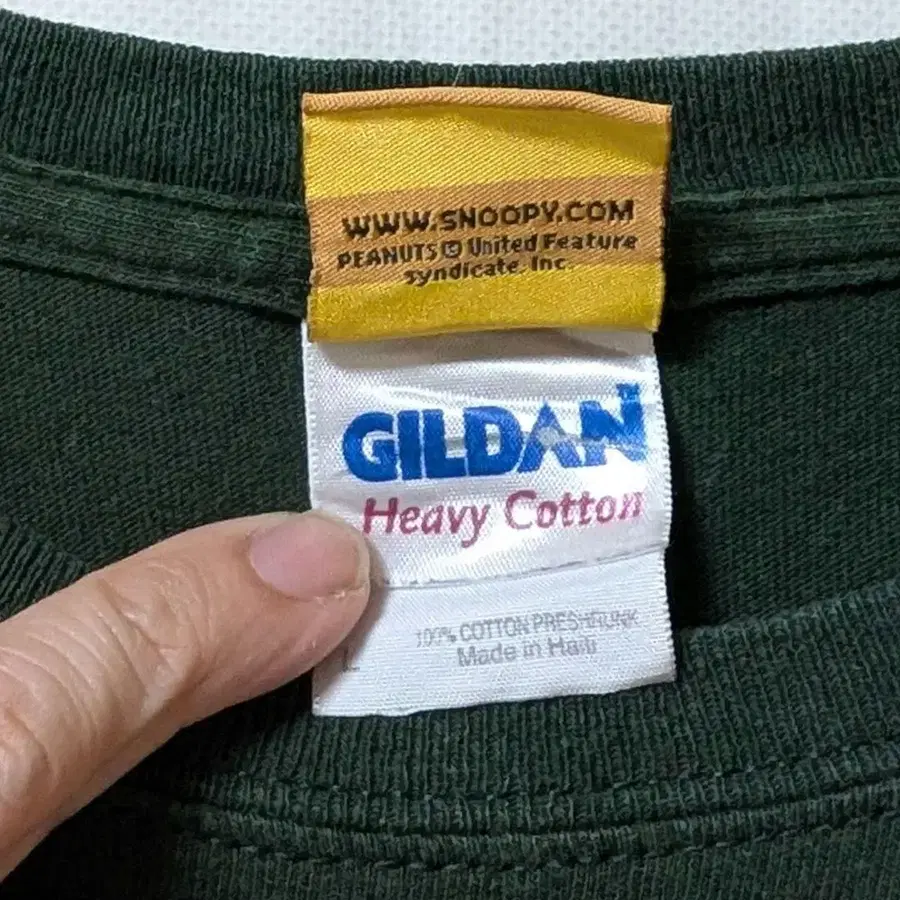 WWW.SNOOPY.COM
PEANUTS © United Feature
Syndicate, Inc.
GILDAN
Heavy Cotton
100% COTTON PRESHRUNK
Made in Haiti
L